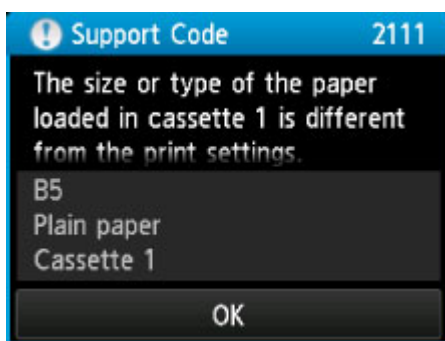 Support Code 2111
The size or type of the paper
loaded in cassette 1 is different
from the print settings.
B5
Plain paper
Cassette 1
OK